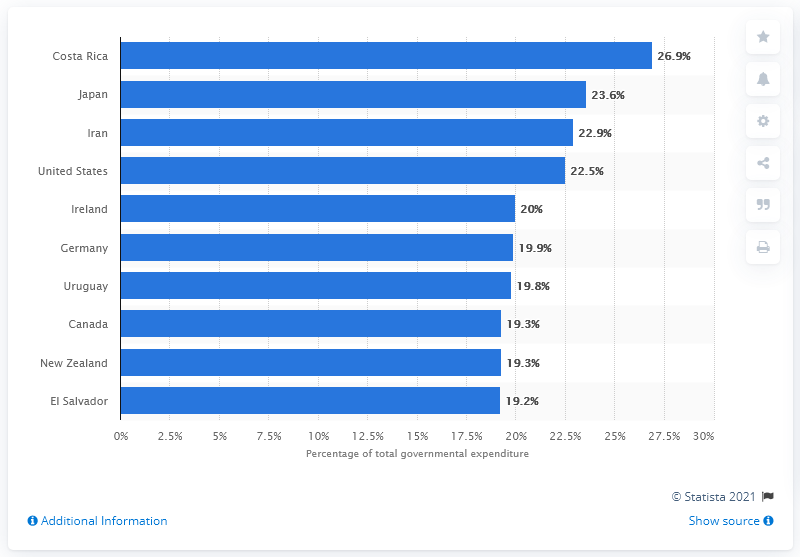 Costa Rica 26.9%
Japan 23.6%
Iran 22.9%
United States 22.5%
Ireland 20%
Germany 19.9%
Uruguay 19.8%
Canada 19.3%
New Zealand 19.3%
El Salvador 19.2%
0% 2.5% 5% 7.5% 10% 12.5% 15% 17.5% 20% 22.5% 25% 27.5% 30%
Percentage of total governmental expenditure
© Statista 2021
Additional Information Show source